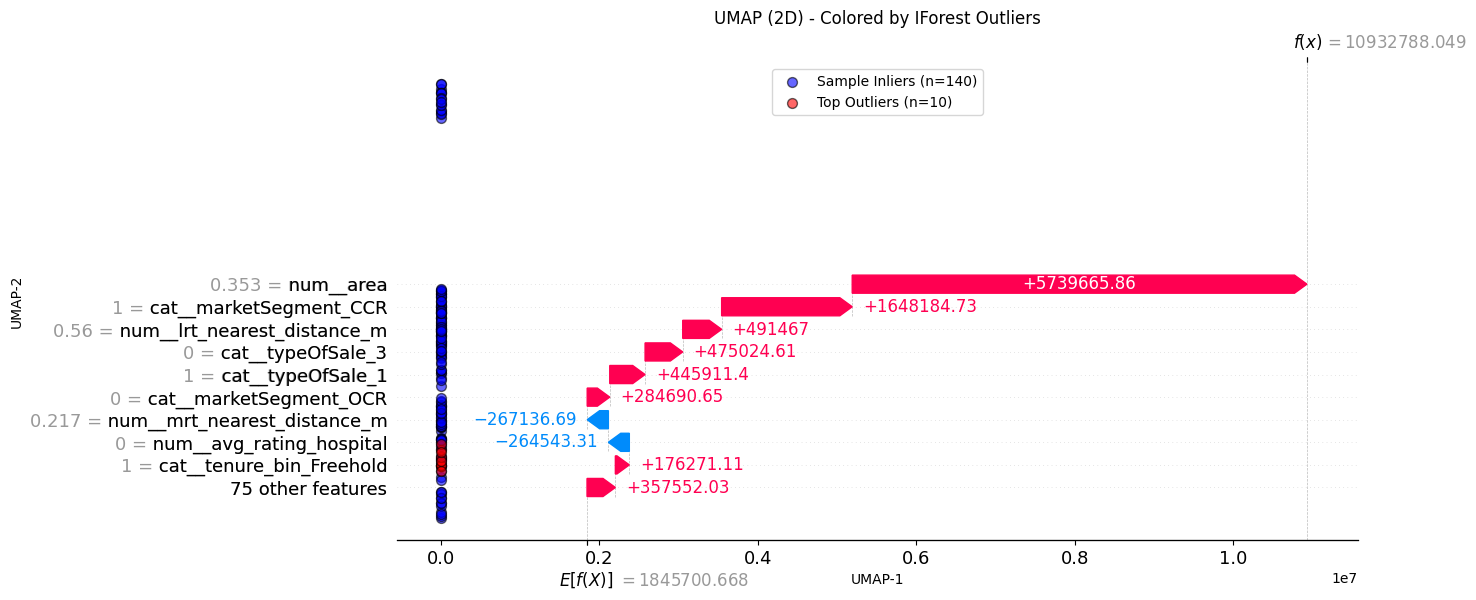 UMAP (2D) - Colored by IForest Outliers
f(x) = 10932788.049
Sample Inliers (n=140)
Top Outliers (n=10)
UMAP-2
0.353 = num__area
+5739665.86
1 = cat__marketSegment_CCR
+1648184.73
0.56 = num__lrt_nearest_distance_m
+491467
0 = cat__typeOfSale_3
+475024.61
1 = cat__typeOfSale_1
+445911.4
0 = cat__marketSegment_OCR
+284690.65
0.217 = num__mrt_nearest_distance_m
−267136.69
0 = num__avg_rating_hospital
−264543.31
1 = cat__tenure_bin_Freehold
+176271.11
75 other features
+357552.03
0.0 0.2 0.4 0.6 0.8 1.0
E[f(X)] = 1845700.668
UMAP-1
1e7